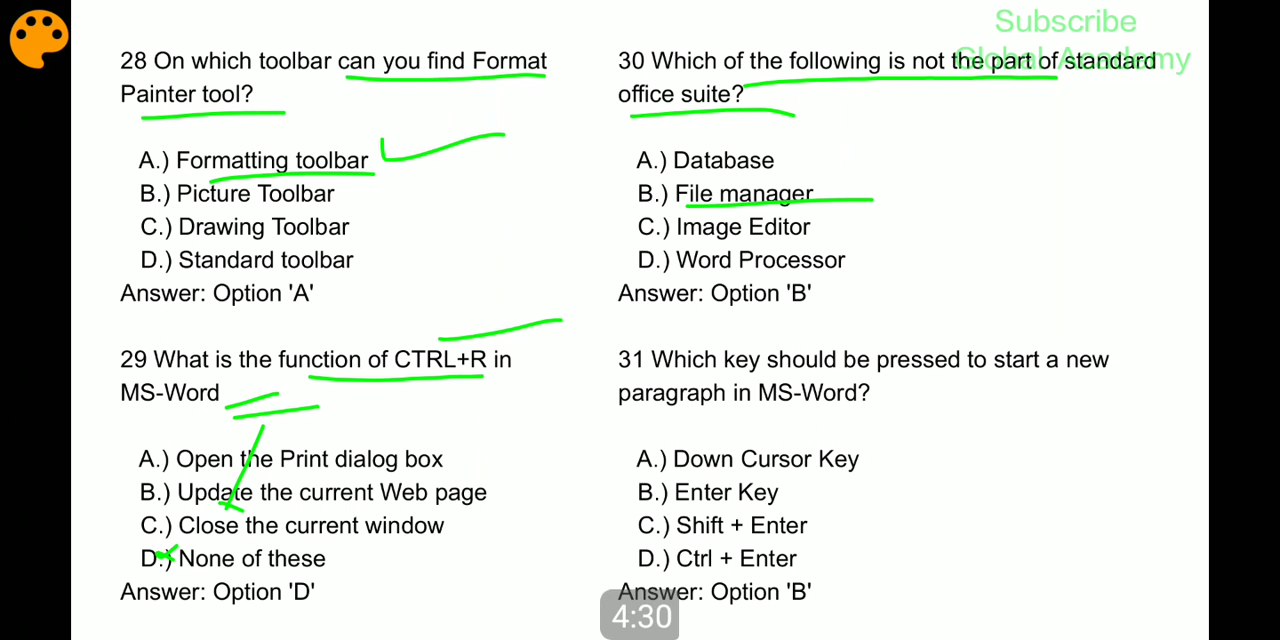 Subscribe
Global Academy
28 On which toolbar can you find Format
Painter tool?
A.) Formatting toolbar
B.) Picture Toolbar
C.) Drawing Toolbar
D.) Standard toolbar
Answer: Option 'A'
29 What is the function of CTRL+R in
MS-Word
A.) Open the Print dialog box
B.) Update the current Web page
C.) Close the current window
D.) None of these
Answer: Option 'D'
30 Which of the following is not the part of standard
office suite?
A.) Database
B.) File manager
C.) Image Editor
D.) Word Processor
Answer: Option 'B'
31 Which key should be pressed to start a new
paragraph in MS-Word?
A.) Down Cursor Key
B.) Enter Key
C.) Shift + Enter
D.) Ctrl + Enter
Answer: Option 'B'
4:30